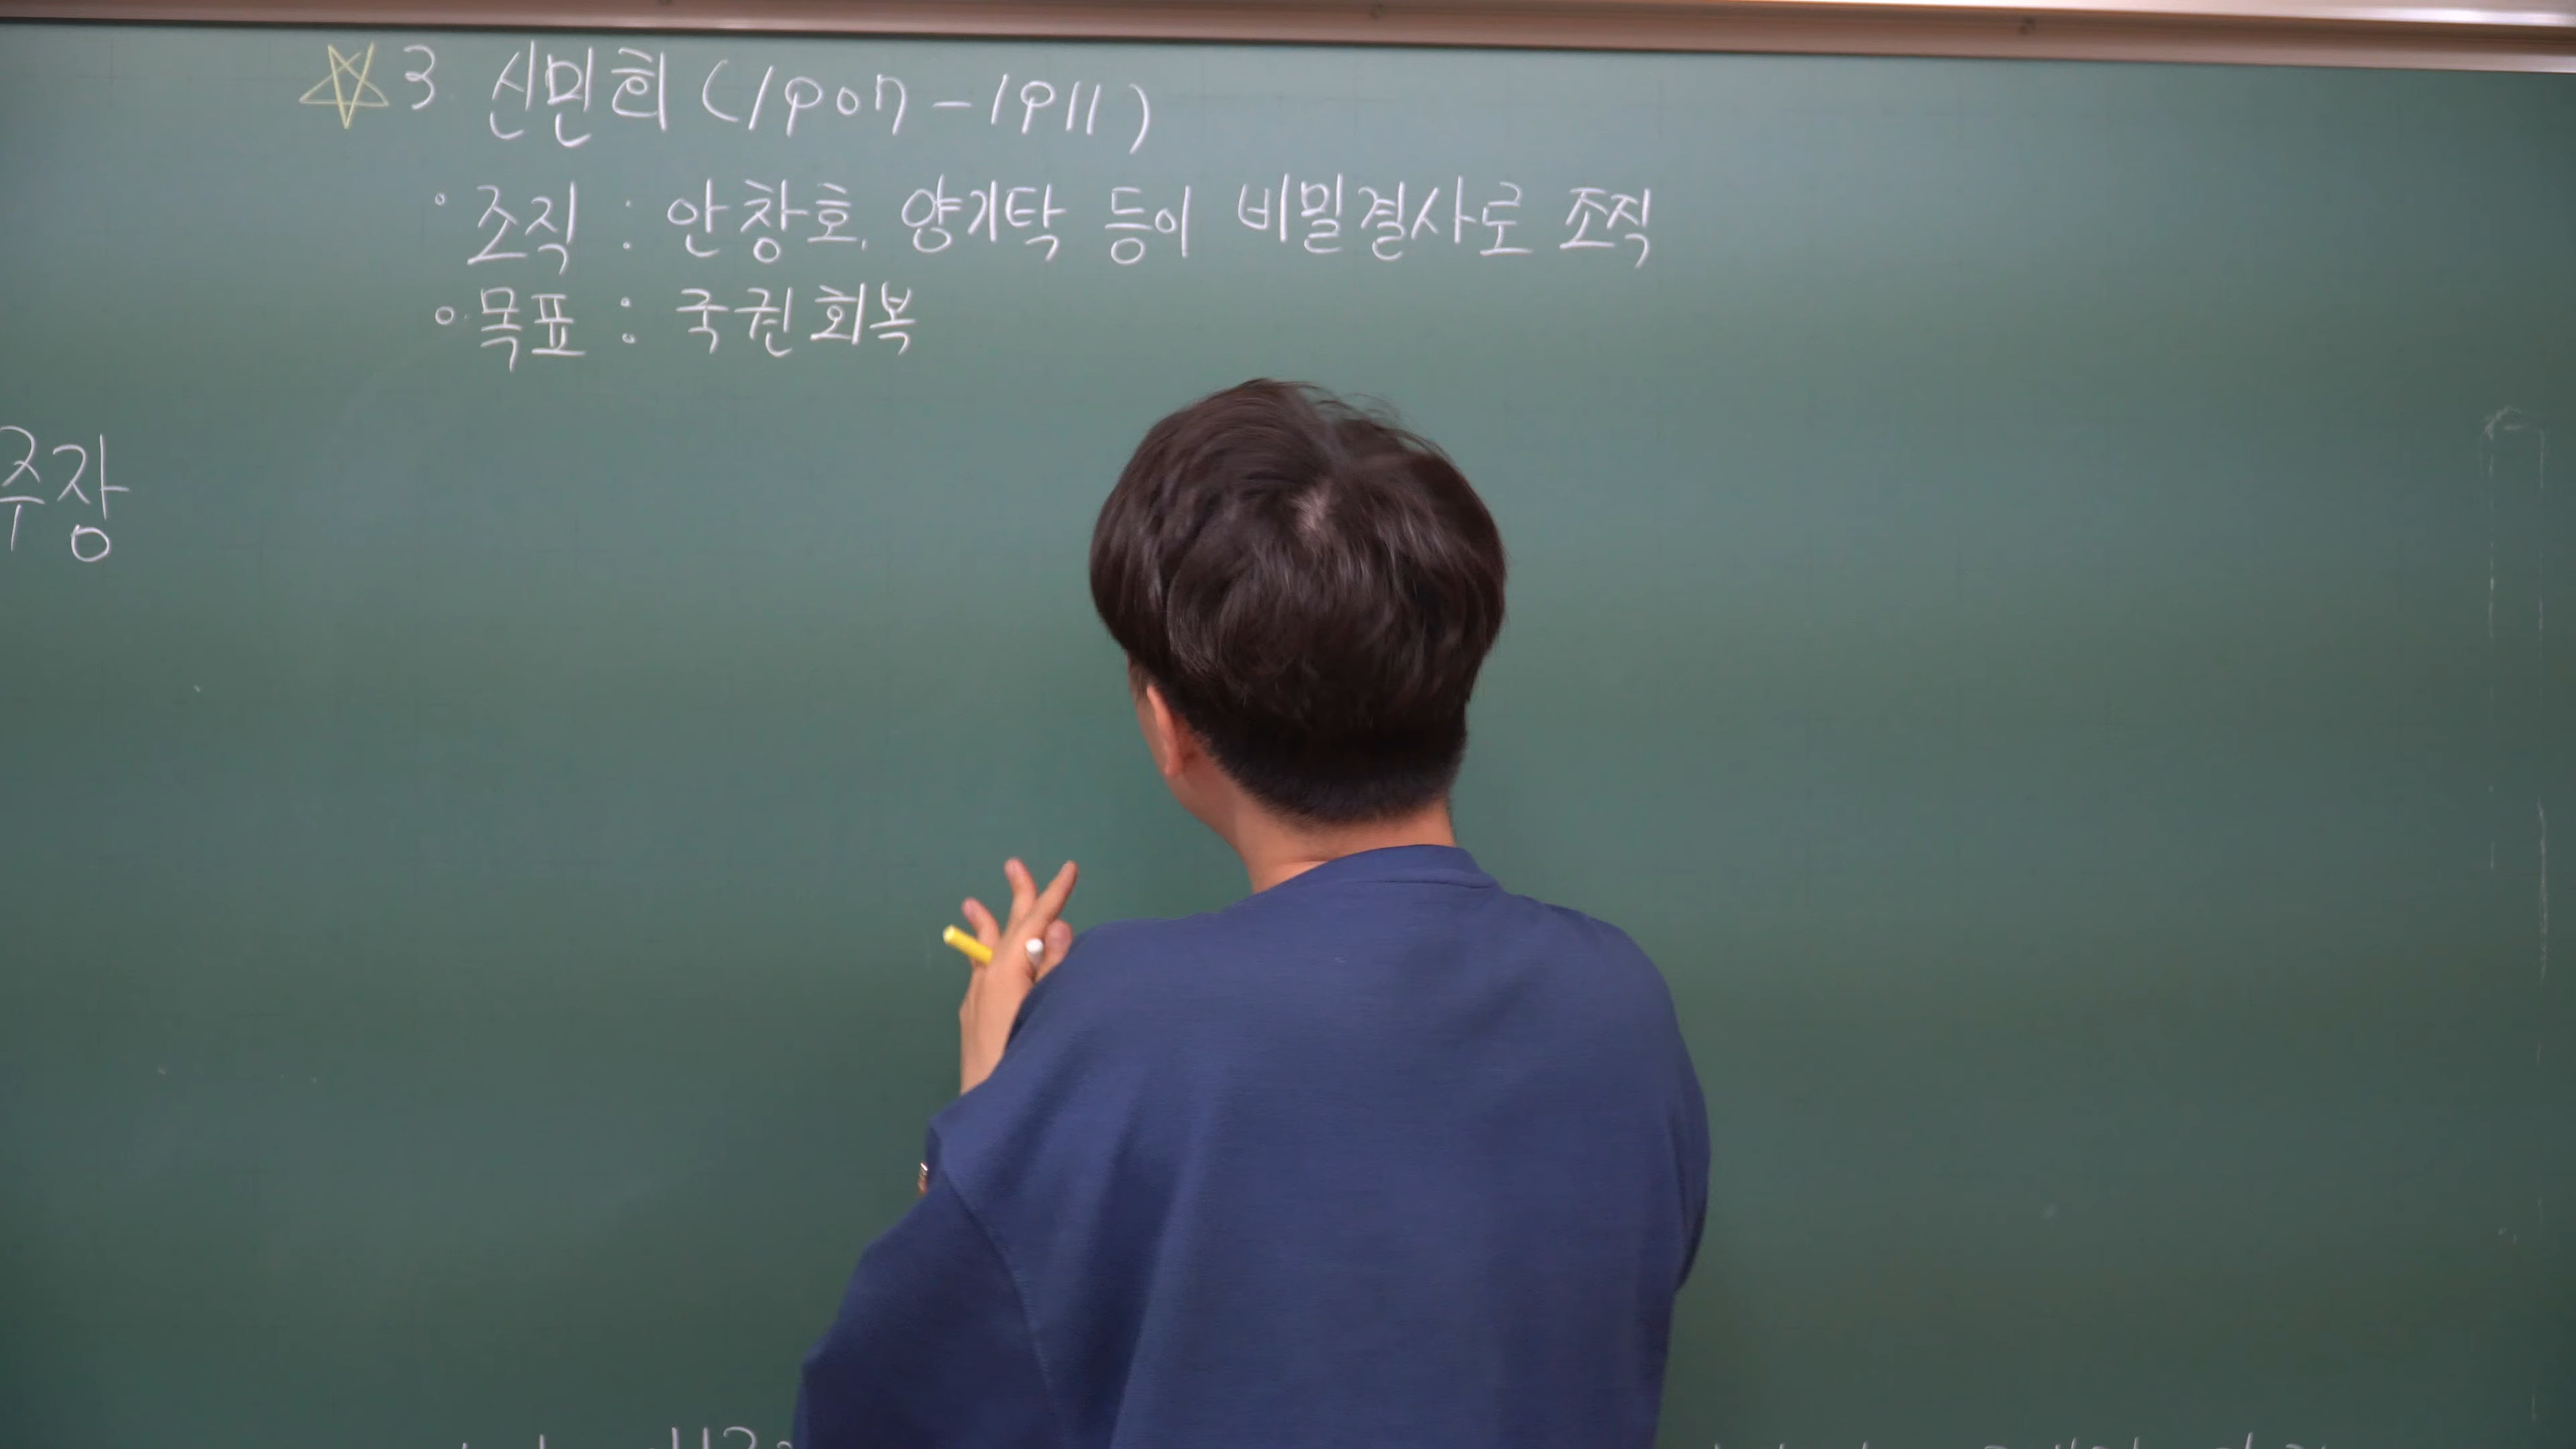 ☆3. 신민회 (1907-1911)
· 조직 : 안창호, 양기탁 등이 비밀결사로 조직
· 목표 : 국권회복
주장